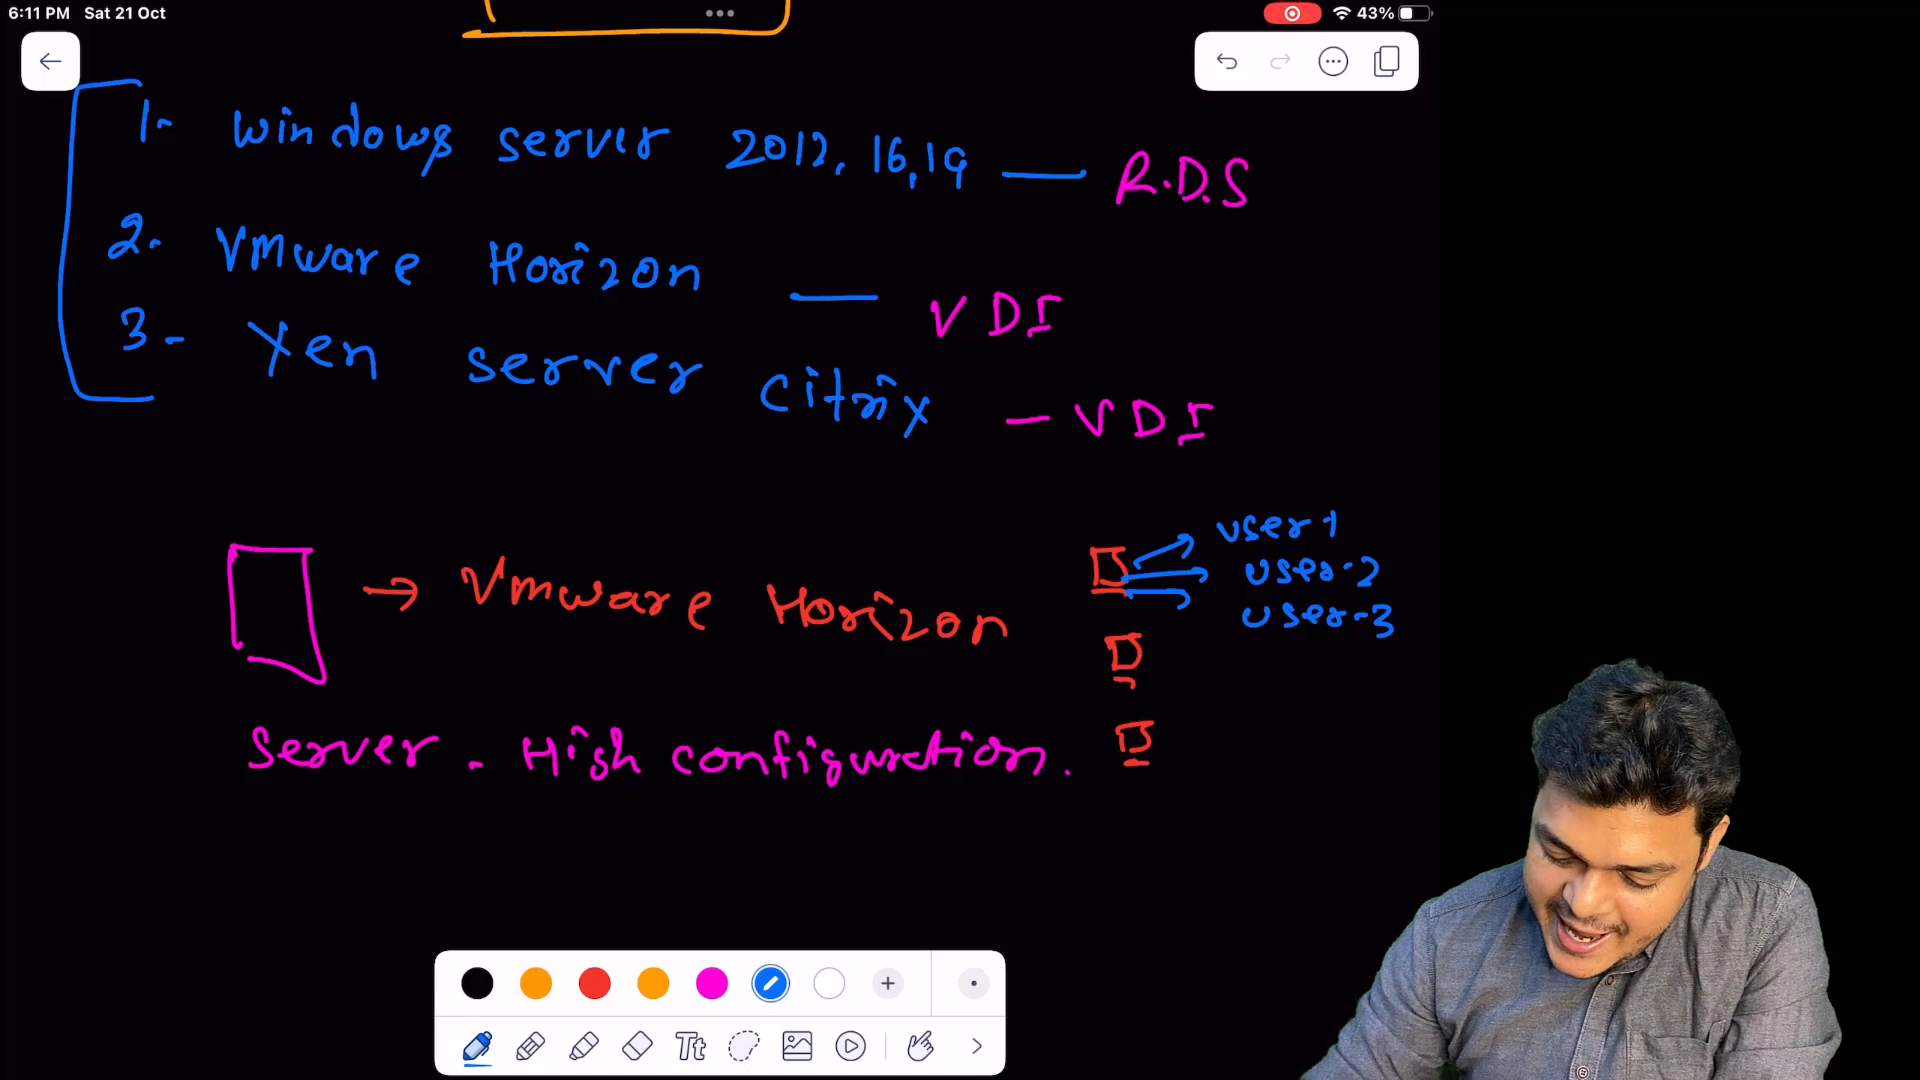 6:11 PM Sat 21 Oct
43%
1- windows server 2012, 16, 19 — R.D.S
2- Vmware Horizon — VDI
3- Xen server citrix - VDI
→ Vmware Horizon
user-1
user-2
user-3
server - High configuration.
Tt